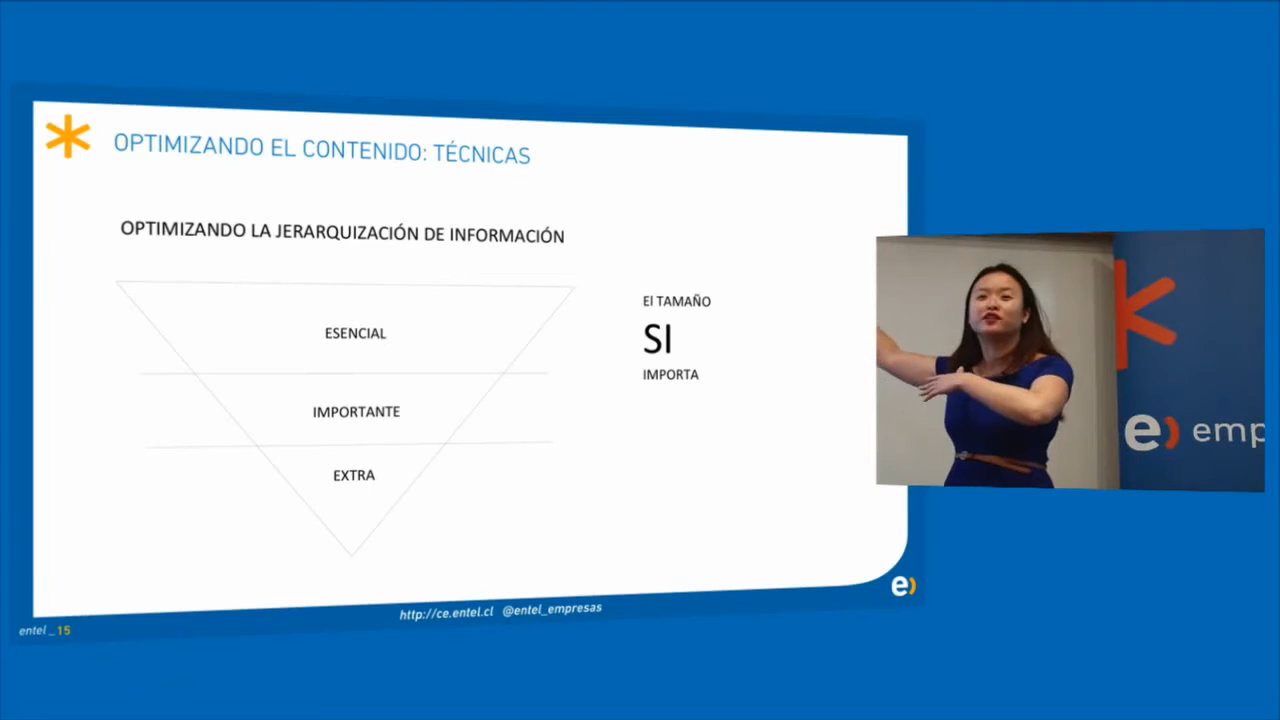 OPTIMIZANDO EL CONTENIDO: TÉCNICAS
OPTIMIZANDO LA JERARQUIZACIÓN DE INFORMACIÓN
ESENCIAL
IMPORTANTE
EXTRA
El TAMAÑO
SI
IMPORTA
e) emp
e)
http://ce.entel.cl @entel_empresas
entel _15